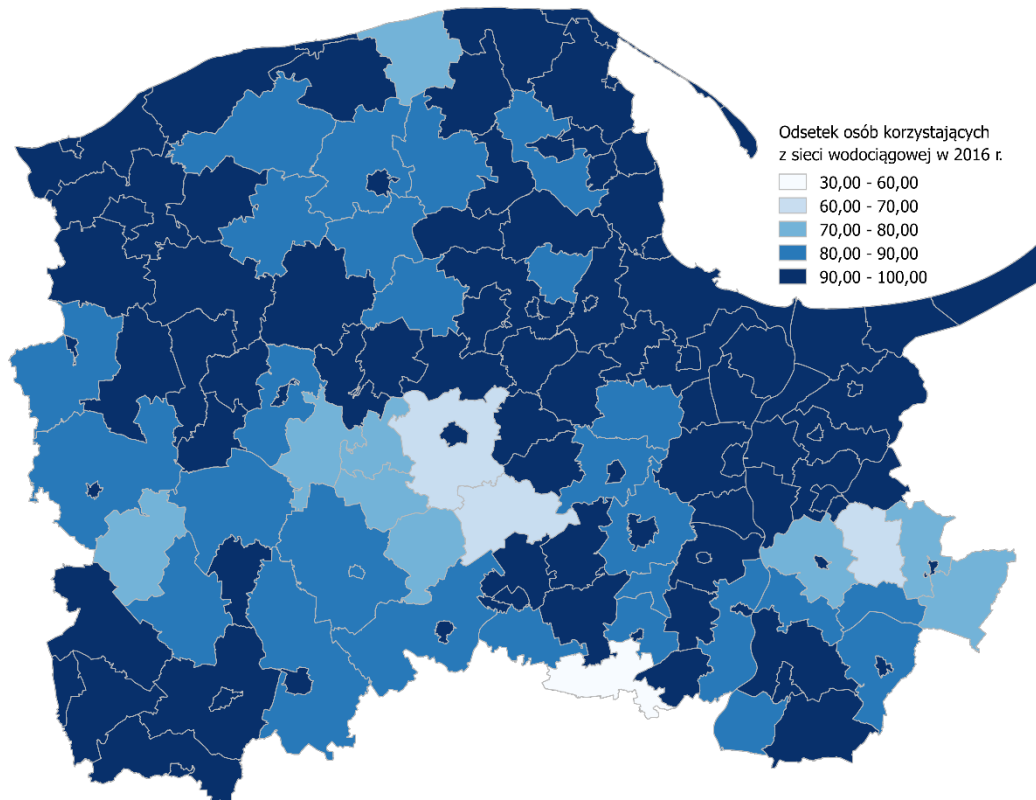 Odsetek osób korzystających
z sieci wodociągowej w 2016 r.
30,00 - 60,00
60,00 - 70,00
70,00 - 80,00
80,00 - 90,00
90,00 - 100,00